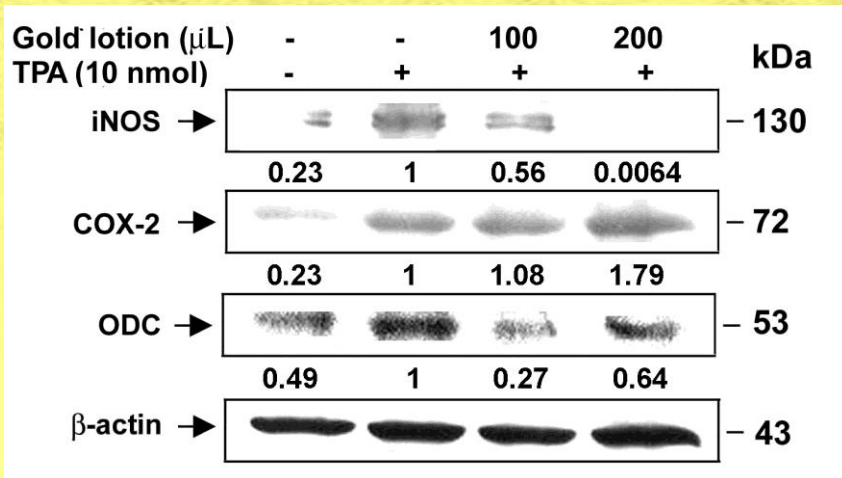 Gold lotion (μL) - - 100 200 kDa
TPA (10 nmol) - + + +
iNOS 130
0.23 1 0.56 0.0064
COX-2 72
0.23 1 1.08 1.79
ODC 53
0.49 1 0.27 0.64
β-actin 43